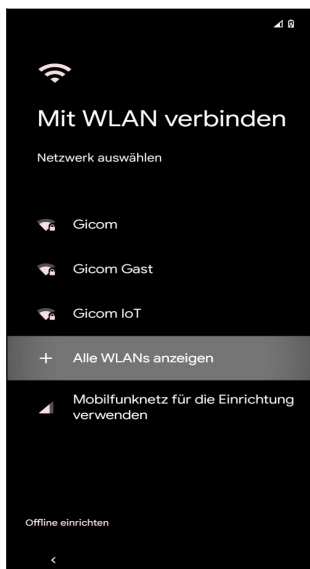 Mit WLAN verbinden
Netzwerk auswählen
Gicom
Gicom Gast
Gicom IoT
Alle WLANs anzeigen
Mobilfunknetz für die Einrichtung
verwenden
Offline einrichten